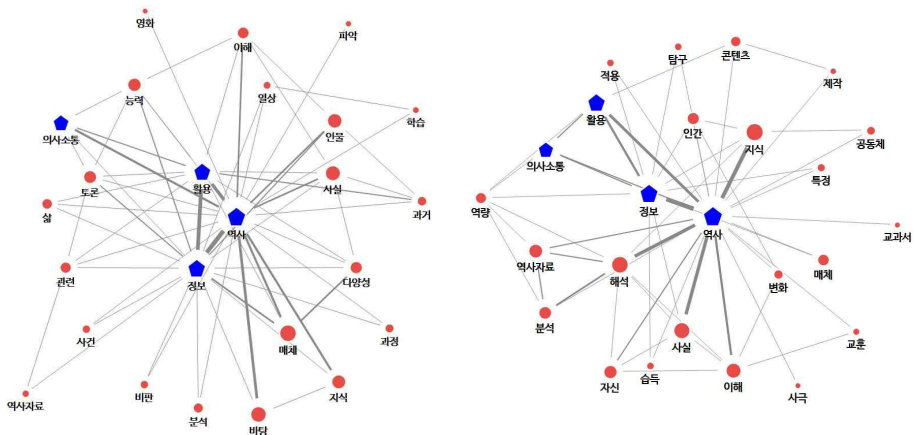 영화
이해
파악
능력
일상
학습
인물
의사소통
활용
사실
토론
과거
삶
역사
관련
정보
다양성
사건
매체
과정
역사자료
비판
분석
바탕
지식
탐구
콘텐츠
적용
제작
활용
인간
지식
공동체
의사소통
특정
역량
정보
역사
교과서
역사자료
해석
변화
매체
분석
사실
교훈
자신
습득
이해
사극